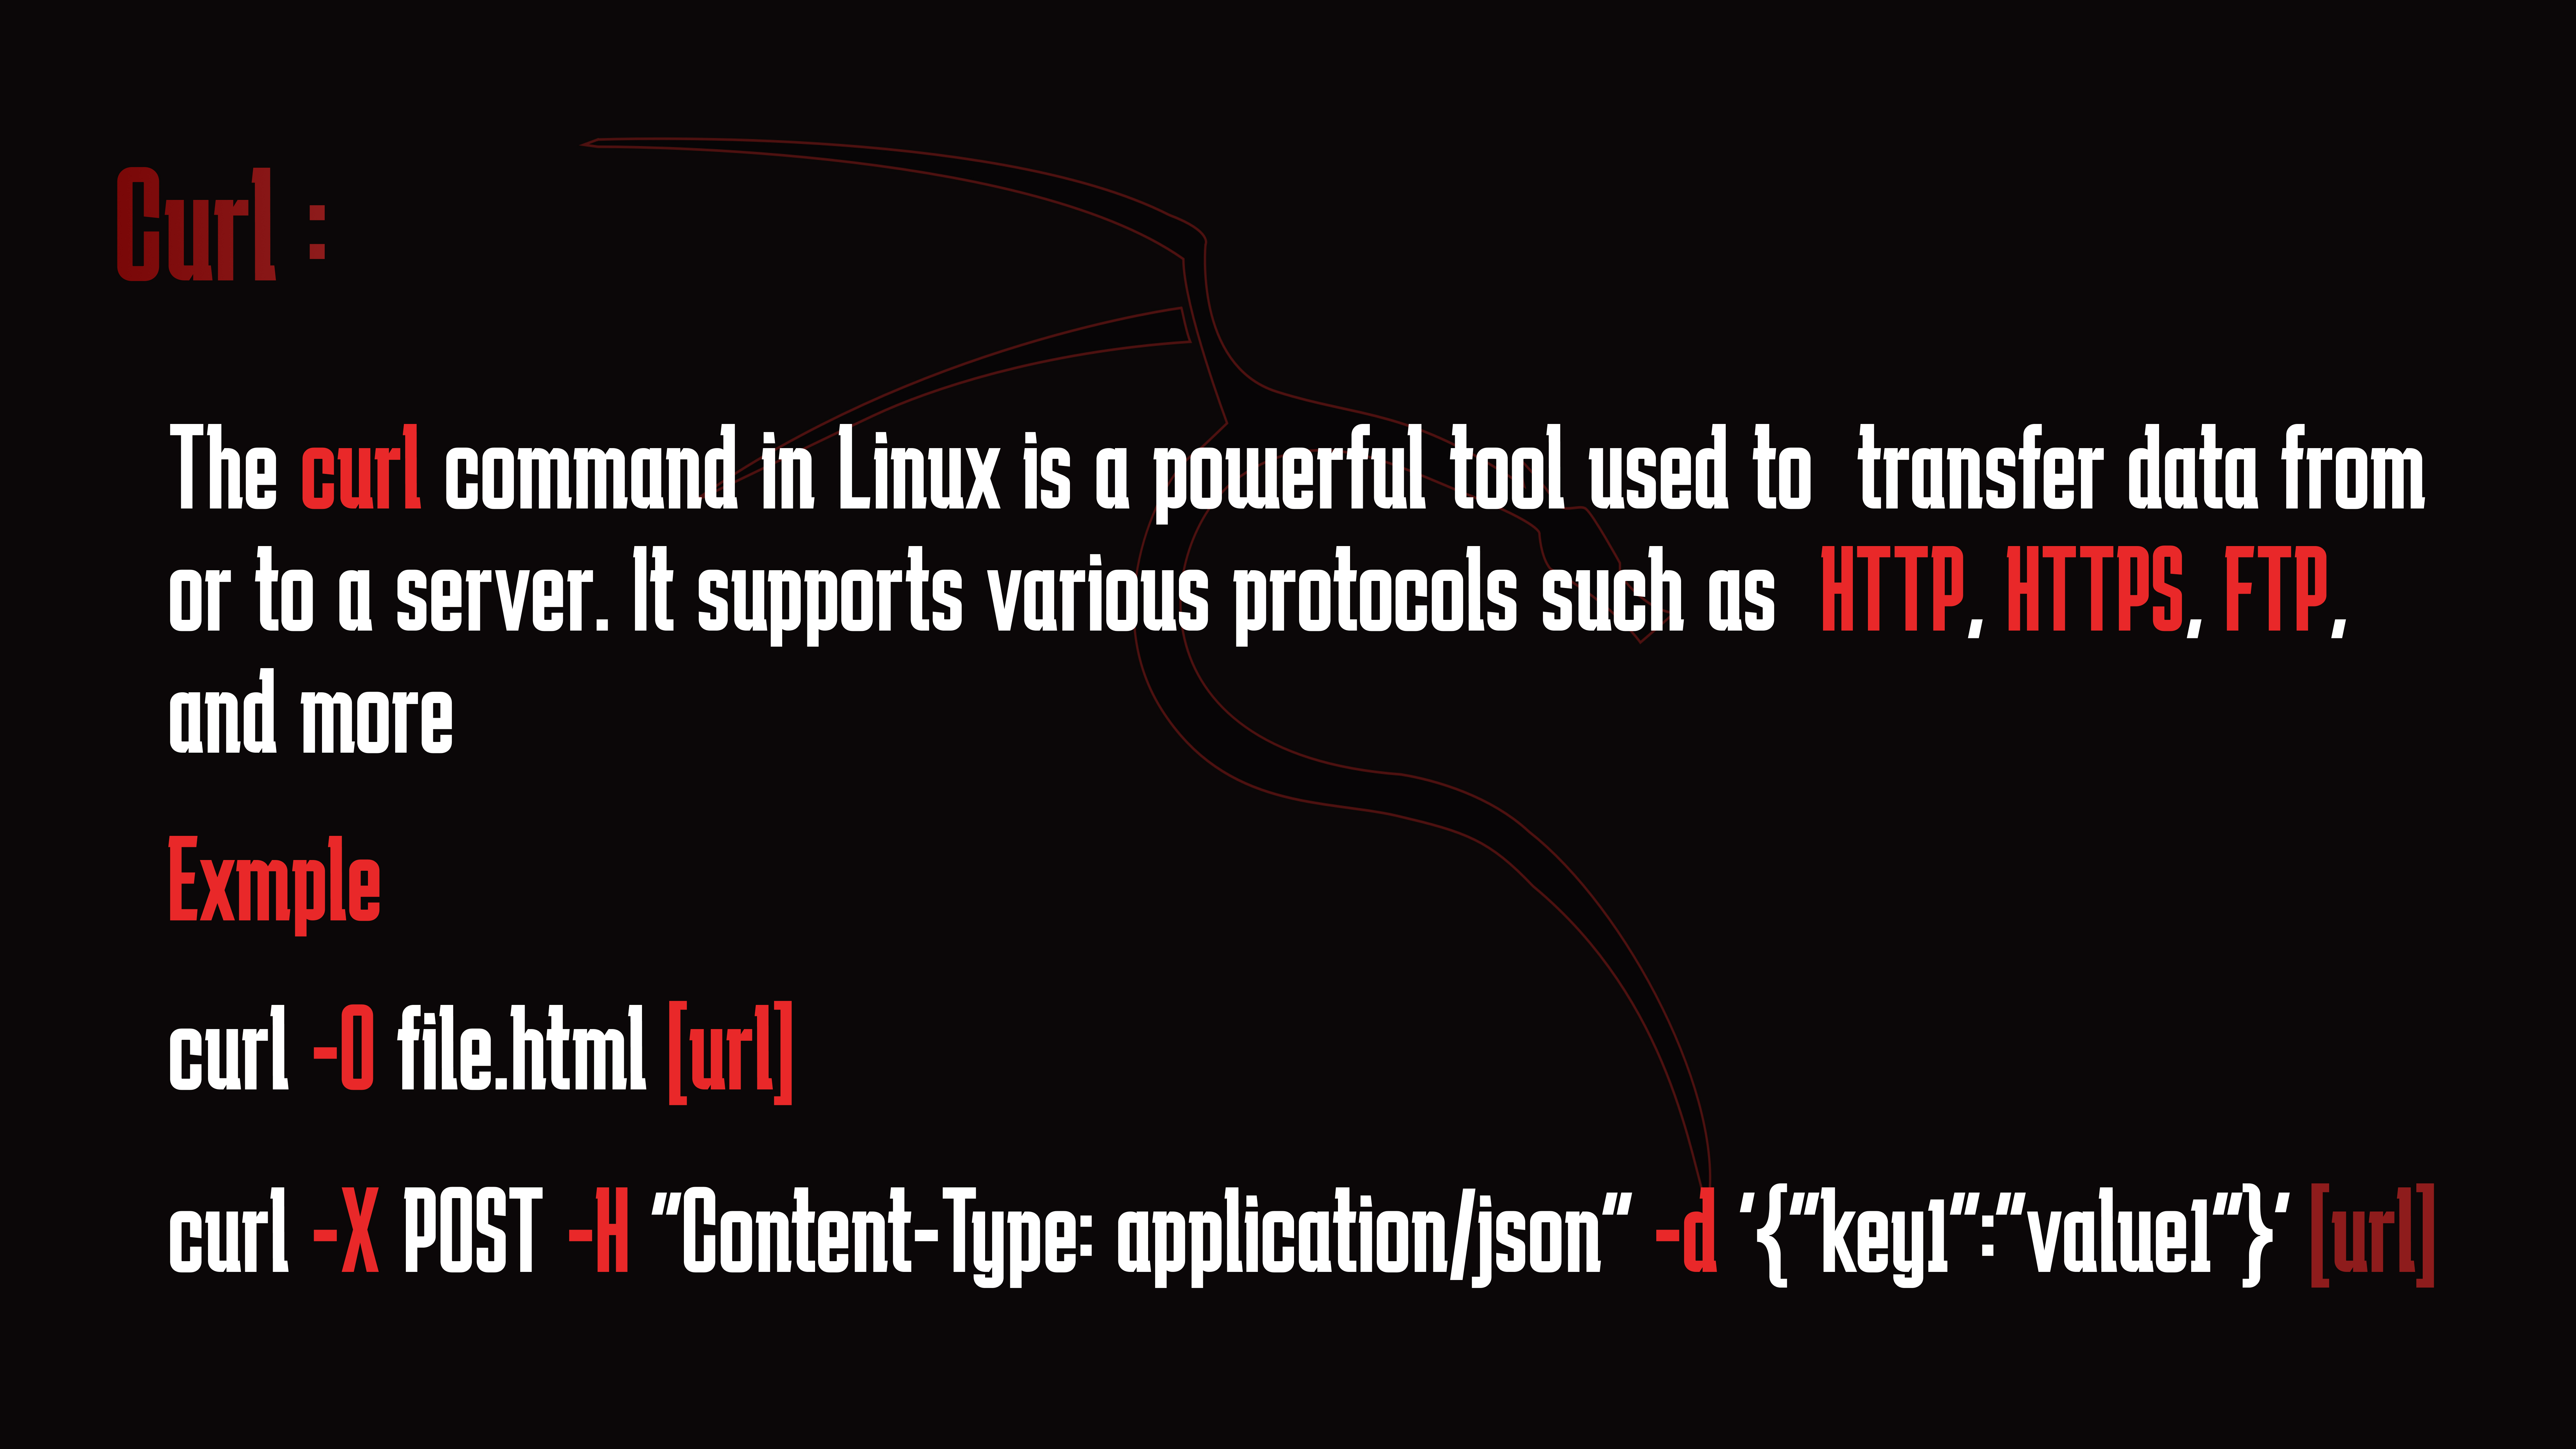 Curl :
The curl command in Linux is a powerful tool used to transfer data from
or to a server. It supports various protocols such as HTTP, HTTPS, FTP,
and more
Exmple
curl -O file.html [url]
curl -X POST -H "Content-Type: application/json" -d '{"key1":"value1"}' [url]